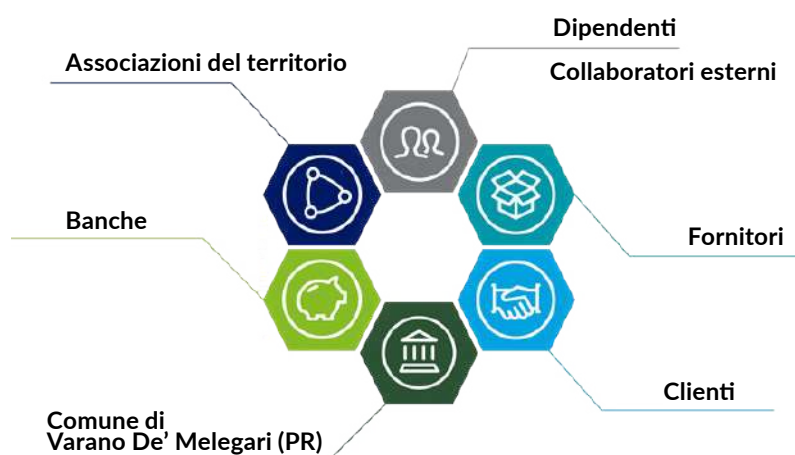 Dipendenti
Collaboratori esterni
Associazioni del territorio
Banche
Fornitori
Clienti
Comune di
Varano De’ Melegari (PR)